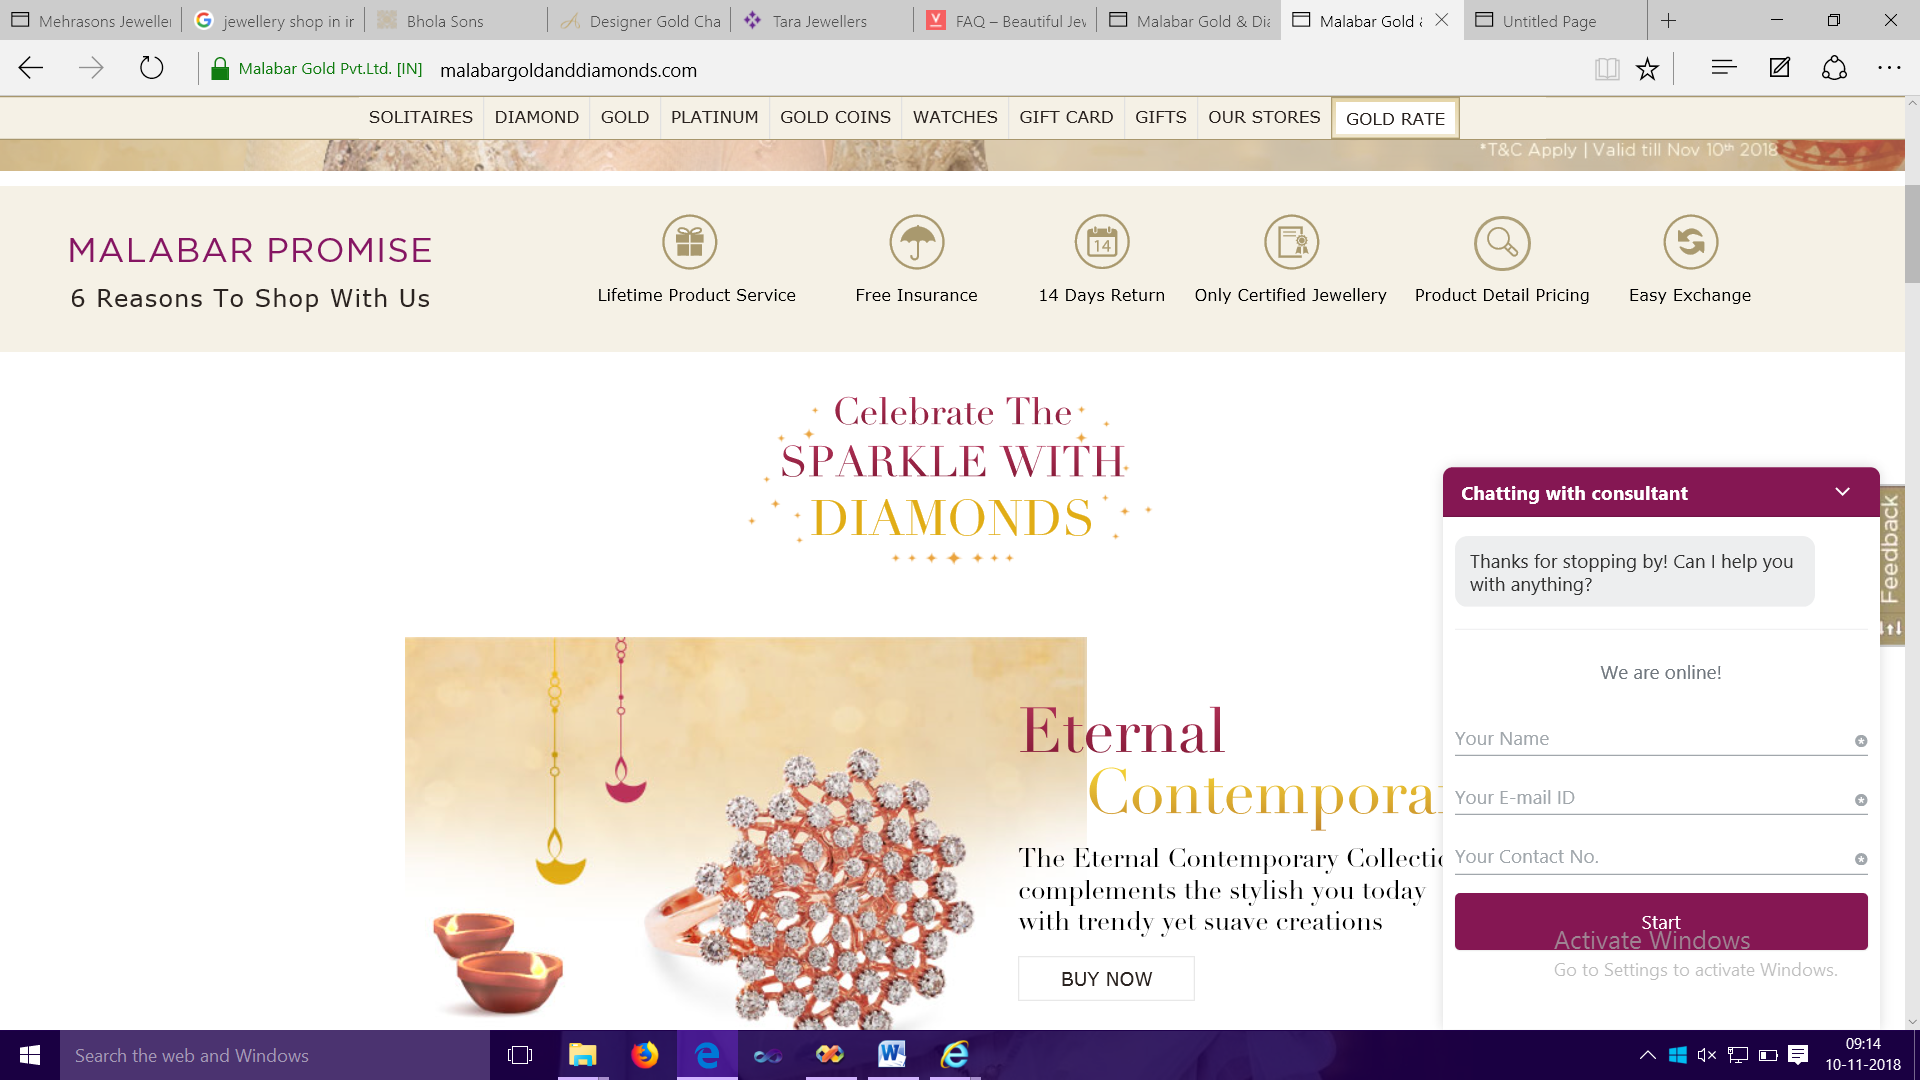 Mehrasons Jeweller
jewellery shop in ir
Bhola Sons
Designer Gold Cha
Tara Jewellers
FAQ – Beautiful Jew
Malabar Gold & Dia
Malabar Gold &
Untitled Page
Malabar Gold Pvt.Ltd. [IN]
malabargoldanddiamonds.com
SOLITAIRES
DIAMOND
GOLD
PLATINUM
GOLD COINS
WATCHES
GIFT CARD
GIFTS
OUR STORES
GOLD RATE
*T&C Apply | Valid till Nov 10th 2018
MALABAR PROMISE
6 Reasons To Shop With Us
14
Lifetime Product Service
Free Insurance
14 Days Return
Only Certified Jewellery
Product Detail Pricing
Easy Exchange
Celebrate The
SPARKLE WITH
DIAMONDS
Eternal
Contemporar
The Eternal Contemporary Collectio
complements the stylish you today
with trendy yet suave creations
BUY NOW
Chatting with consultant
Thanks for stopping by! Can I help you
with anything?
We are online!
Your Name
Your E-mail ID
Your Contact No.
Start
Feedback
Activate Windows
Go to Settings to activate Windows.
Search the web and Windows
09:14
10-11-2018